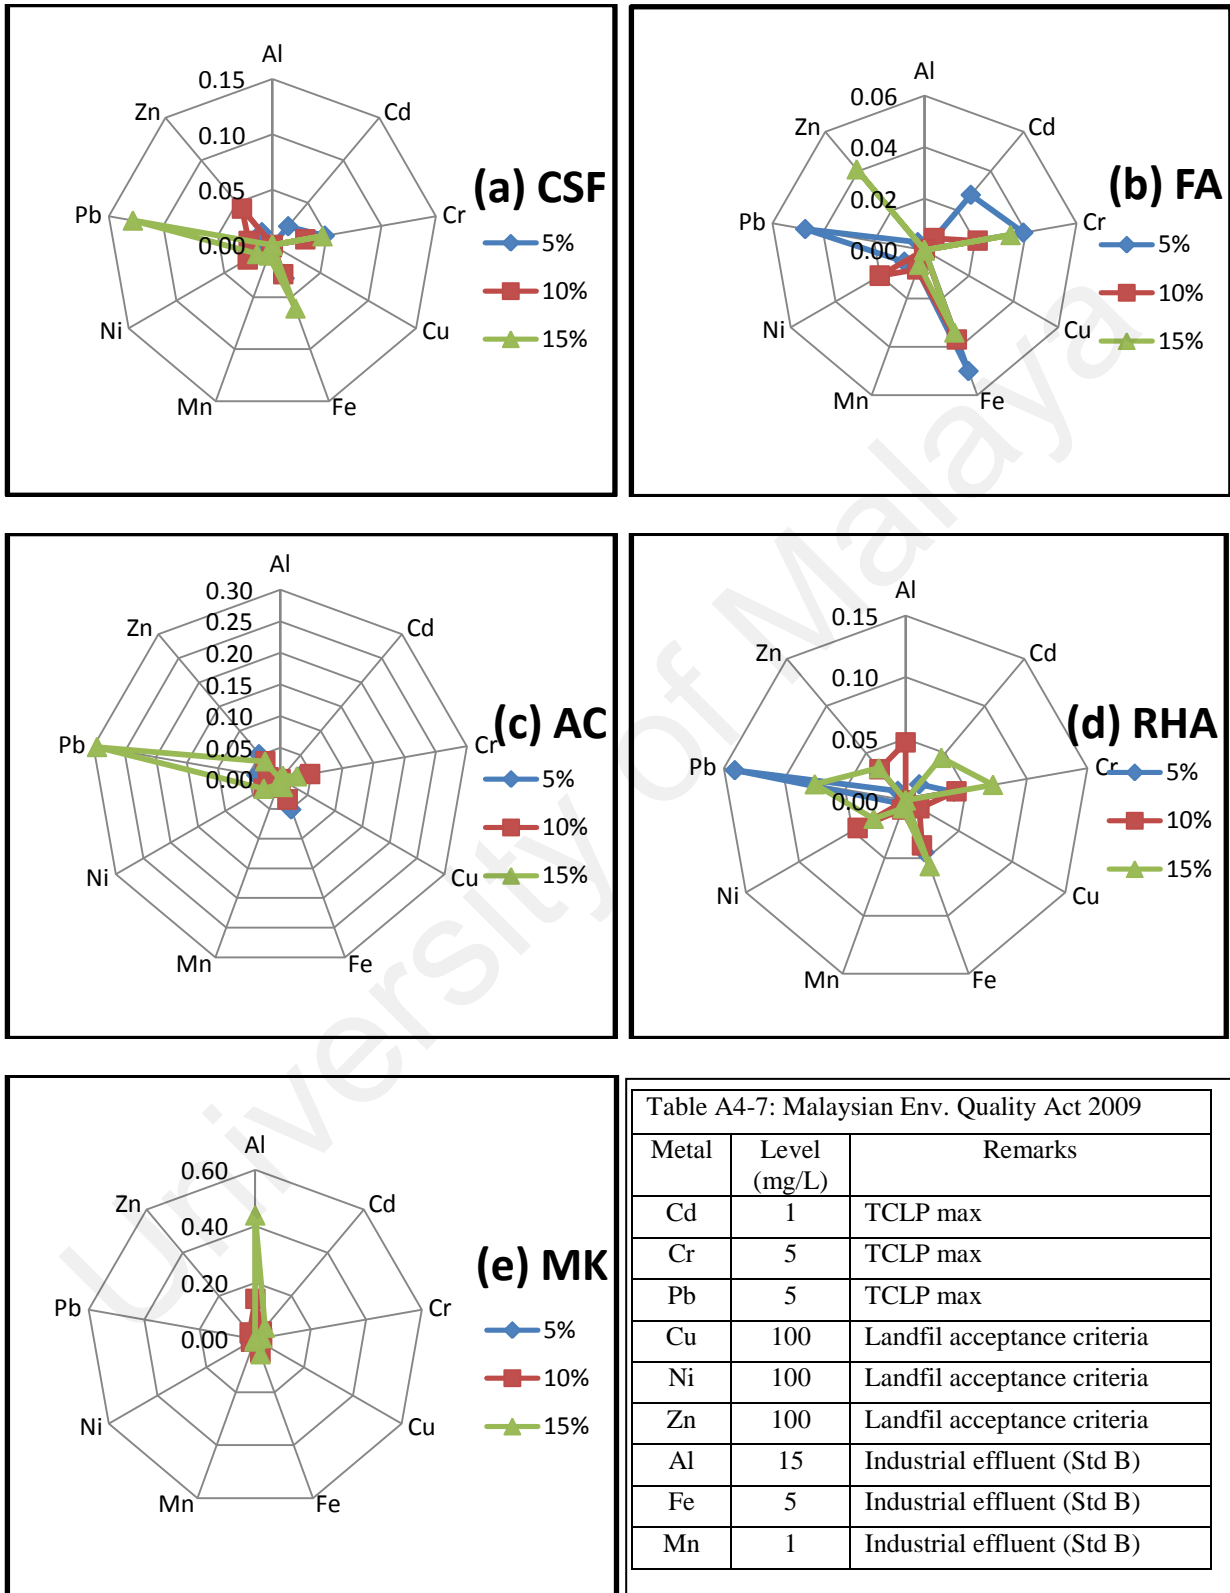 Al
0.15
0.10
0.05
0.00
Zn
Cd
Pb
Cr
Ni
Cu
Mn
Fe
(a) CSF
5%
10%
15%
Al
0.06
0.04
0.02
0.00
Zn
Cd
Pb
Cr
Ni
Cu
Mn
Fe
(b) FA
5%
10%
15%
Al
0.30
0.25
0.20
0.15
0.10
0.05
0.00
Zn
Cd
Pb
Cr
Ni
Cu
Mn
Fe
(c) AC
5%
10%
15%
Al
0.15
0.10
0.05
0.00
Zn
Cd
Pb
Cr
Ni
Cu
Mn
Fe
(d) RHA
5%
10%
15%
Al
0.60
0.40
0.20
0.00
Zn
Cd
Pb
Cr
Ni
Cu
Mn
Fe
(e) MK
5%
10%
15%
Table A4-7: Malaysian Env. Quality Act 2009
Metal Level (mg/L) Remarks
Cd 1 TCLP max
Cr 5 TCLP max
Pb 5 TCLP max
Cu 100 Landfil acceptance criteria
Ni 100 Landfil acceptance criteria
Zn 100 Landfil acceptance criteria
Al 15 Industrial effluent (Std B)
Fe 5 Industrial effluent (Std B)
Mn 1 Industrial effluent (Std B)
University of Malaya